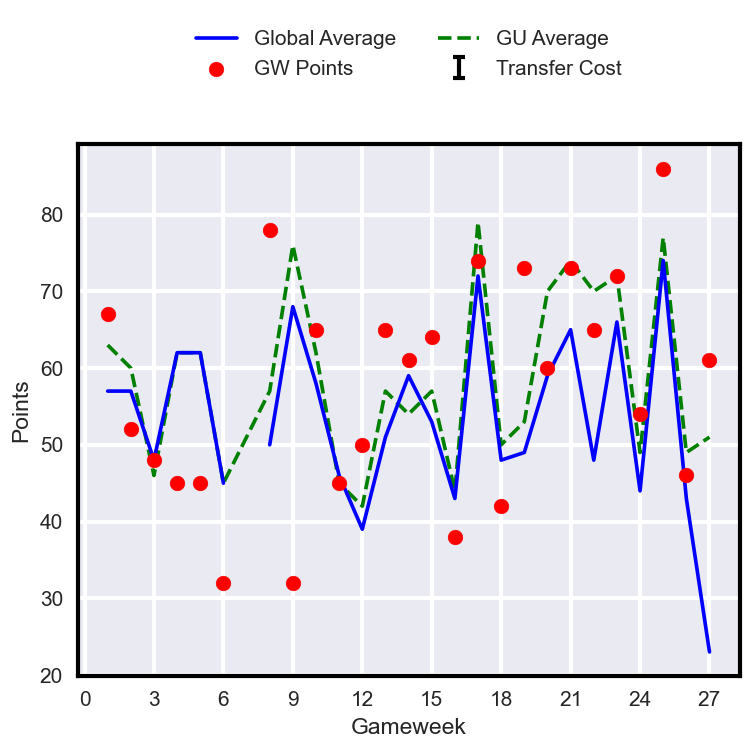 Global Average
GU Average
GW Points
Transfer Cost
80
70
60
50
40
30
20
Points
0 3 6 9 12 15 18 21 24 27
Gameweek